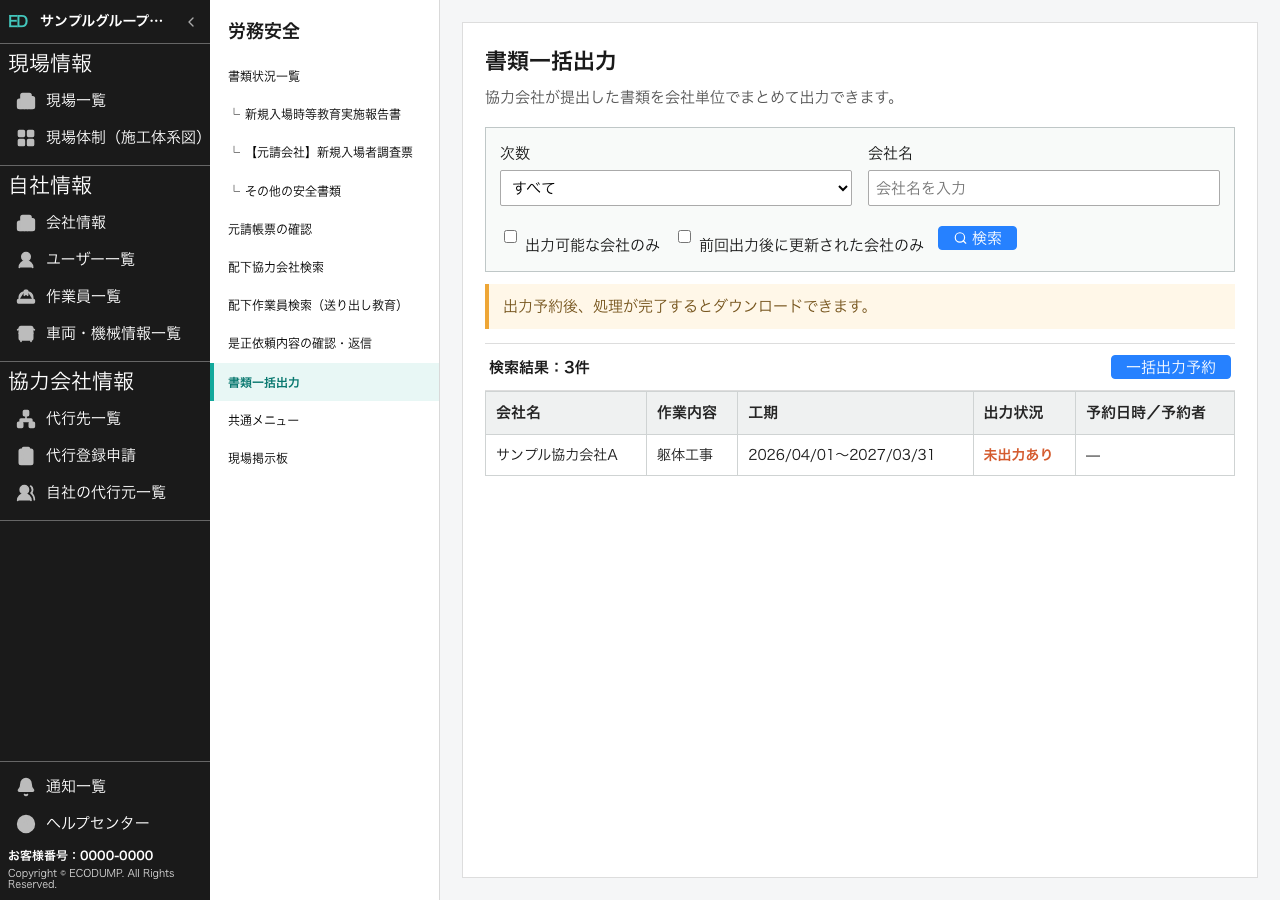 ED サンプルグループ…
現場情報
現場一覧
現場体制（施工体系図）
自社情報
会社情報
ユーザー一覧
作業員一覧
車両・機械情報一覧
協力会社情報
代行先一覧
代行登録申請
自社の代行元一覧
通知一覧
ヘルプセンター
お客様番号：0000-0000
Copyright © ECODUMP. All Rights
Reserved.
労務安全
書類状況一覧
└ 新規入場時等教育実施報告書
└ 【元請会社】新規入場者調査票
└ その他の安全書類
元請帳票の確認
配下協力会社検索
配下作業員検索（送り出し教育）
是正依頼内容の確認・返信
書類一括出力
共通メニュー
現場掲示板
書類一括出力
協力会社が提出した書類を会社単位でまとめて出力できます。
次数 会社名
すべて 会社名を入力
出力可能な会社のみ 前回出力後に更新された会社のみ 検索
出力予約後、処理が完了するとダウンロードできます。
検索結果：3件 一括出力予約
会社名 作業内容 工期 出力状況 予約日時／予約者
サンプル協力会社A 躯体工事 2026/04/01〜2027/03/31 未出力あり —